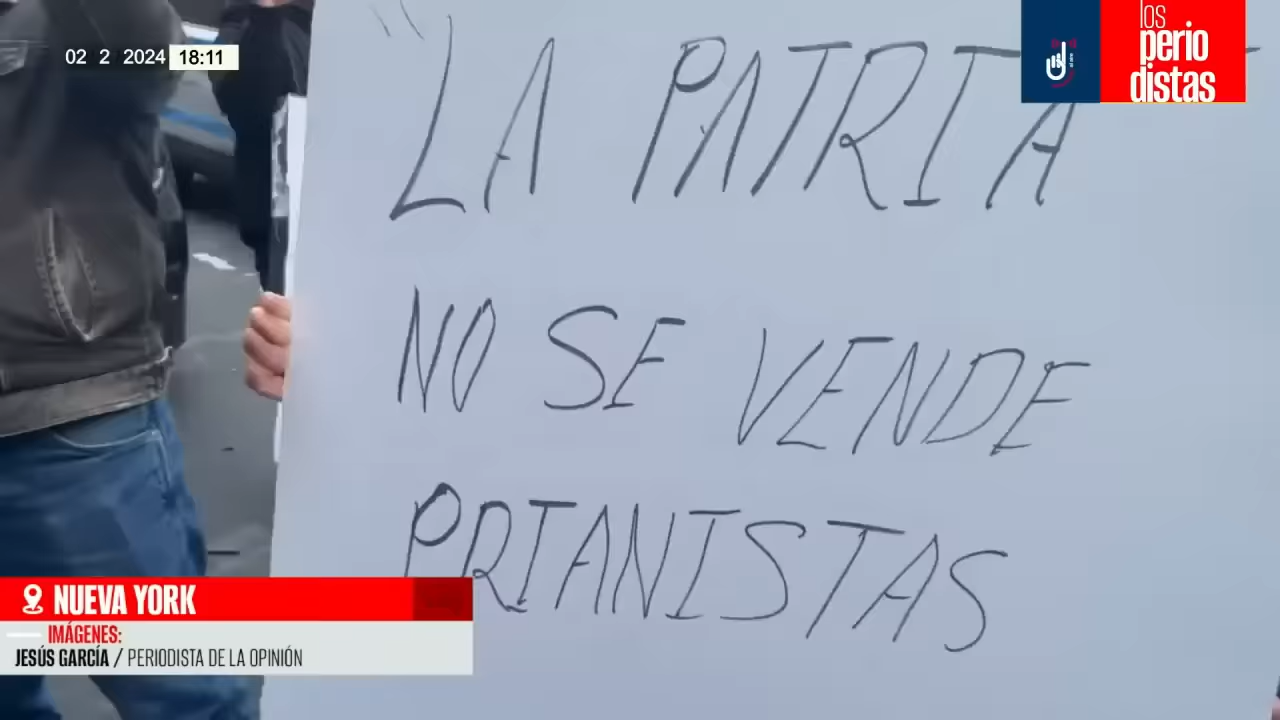 02 2 2024 18:11
los
perio
distas
"LA PATRIA
NO SE VENDE
PRIANISTAS
NUEVA YORK
IMÁGENES:
JESÚS GARCÍA / PERIODISTA DE LA OPINIÓN